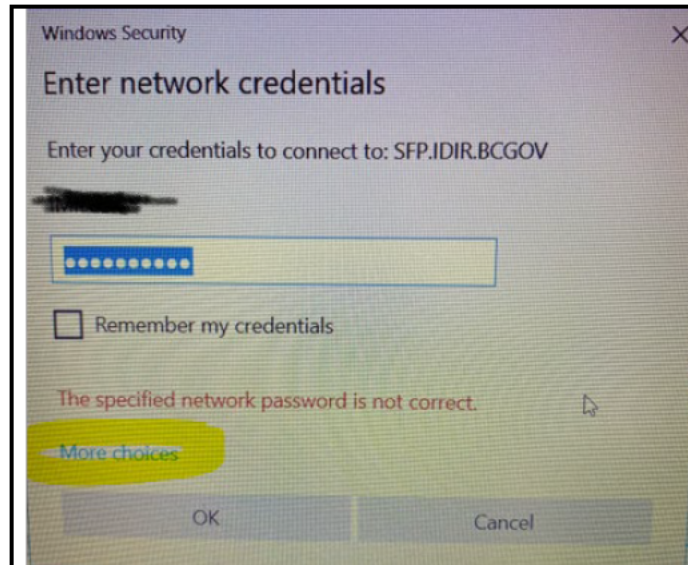 Windows Security
Enter network credentials
Enter your credentials to connect to: SFP.IDIR.BCGOV
Remember my credentials
The specified network password is not correct.
More choices
OK
Cancel